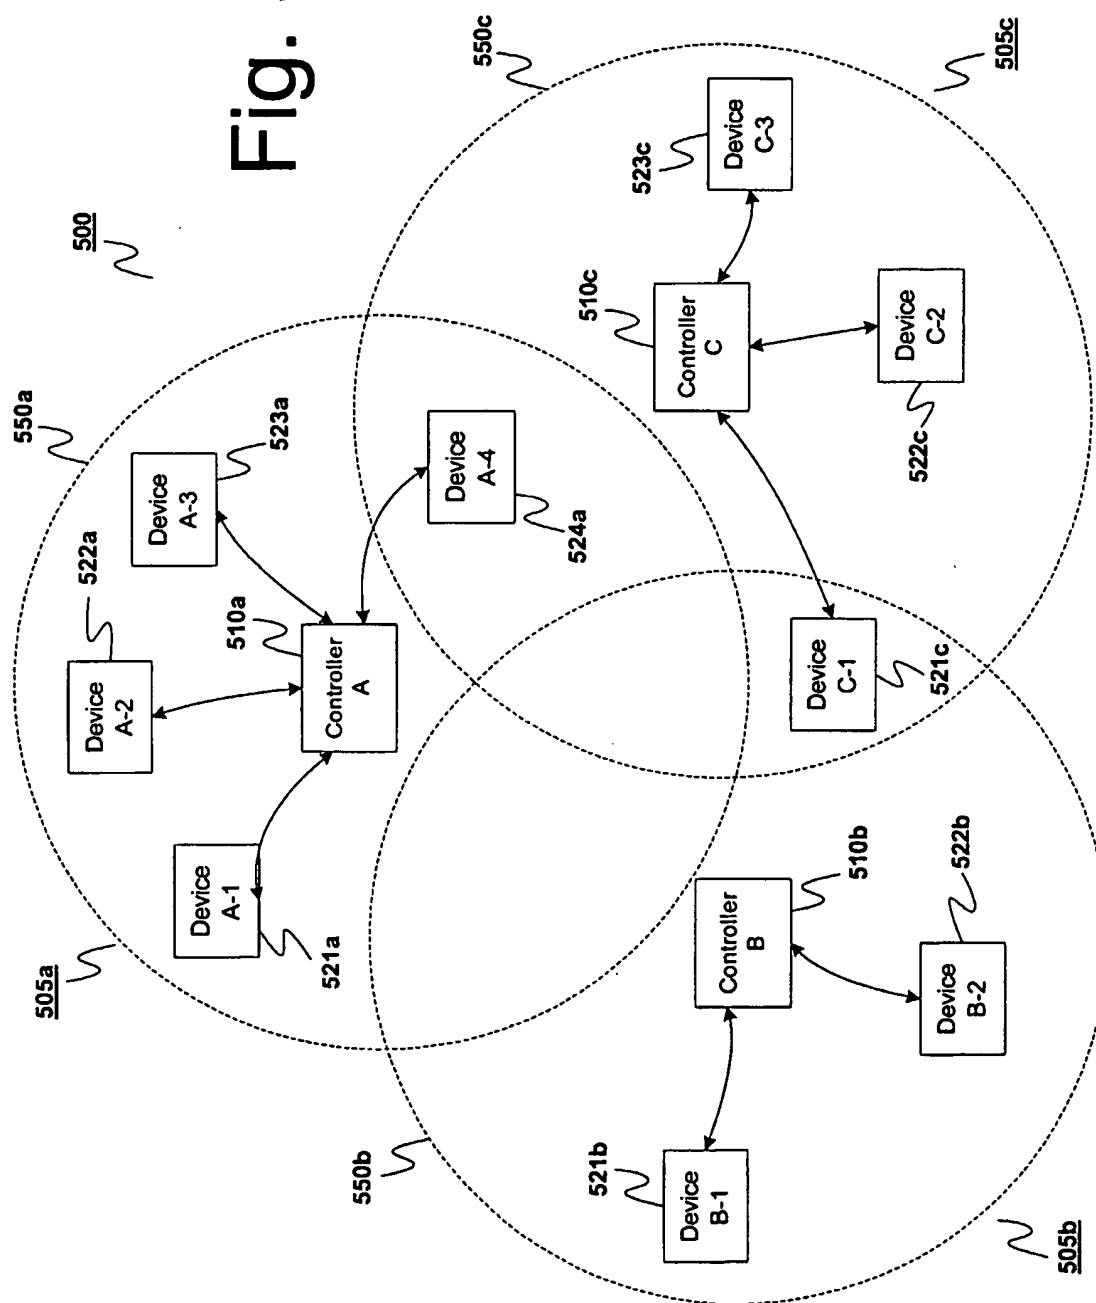 550a
505a
Device
A-2
522a
500
Device
A-3
523a
Device
A-1
521a
510a
Controller
A
Fig.
550b
Device
A-4
524a
550c
521b
Device
B-1
510c
Controller
C
523c
Device
C-3
Controller
B
510b
Device
C-1
521c
Device
C-2
522c
Device
B-2
522b
505c
505b